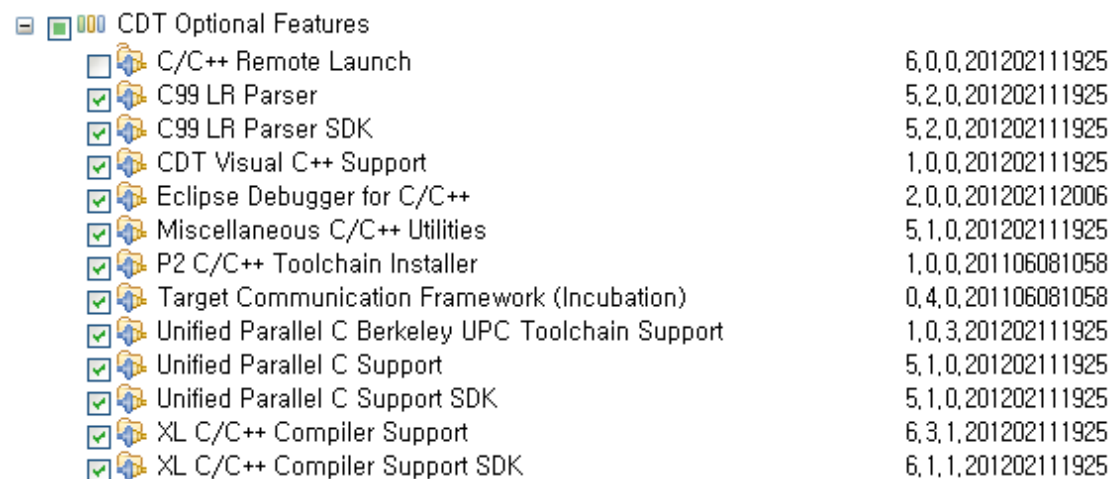 CDT Optional Features
C/C++ Remote Launch 6,0,0,201202111925
C99 LR Parser 5,2,0,201202111925
C99 LR Parser SDK 5,2,0,201202111925
CDT Visual C++ Support 1,0,0,201202111925
Eclipse Debugger for C/C++ 2,0,0,201202112006
Miscellaneous C/C++ Utilities 5,1,0,201202111925
P2 C/C++ Toolchain Installer 1,0,0,201106081058
Target Communication Framework (Incubation) 0,4,0,201106081058
Unified Parallel C Berkeley UPC Toolchain Support 1,0,3,201202111925
Unified Parallel C Support 5,1,0,201202111925
Unified Parallel C Support SDK 5,1,0,201202111925
XL C/C++ Compiler Support 6,3,1,201202111925
XL C/C++ Compiler Support SDK 6,1,1,201202111925